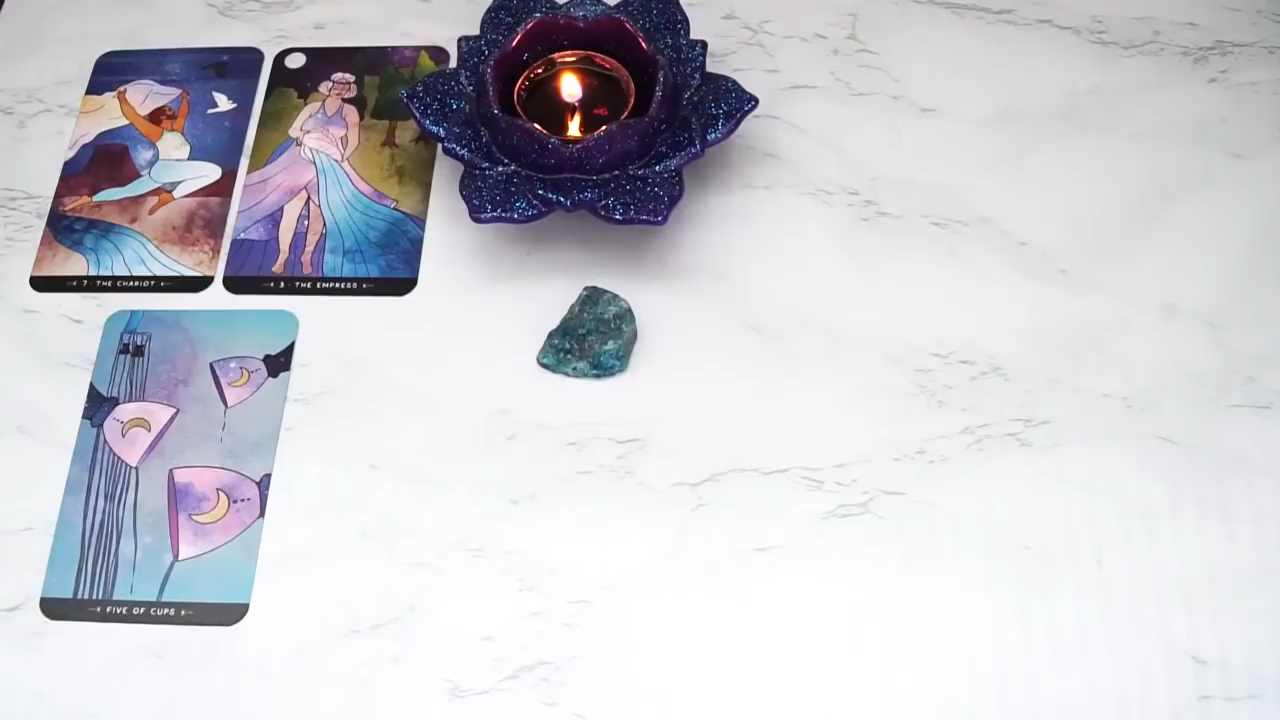 7 · THE CHARIOT
3 · THE EMPRESS
FIVE OF CUPS